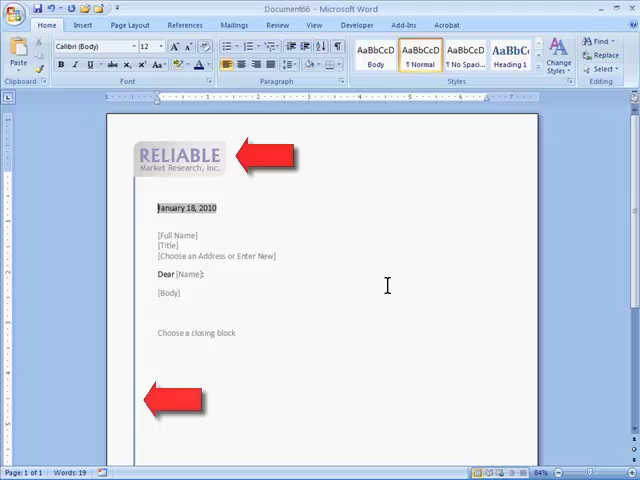 Document66 - Microsoft Word
Home Insert Page Layout References Mailings Review View Developer Add-Ins Acrobat
Paste
Calibri (Body) 12
AaBbCcD AaBbCcD AaBbCcD AaBbC
Body ¶ Normal ¶ No Spaci... Heading 1
Change Styles
Find
Replace
Select
Clipboard Font Paragraph Styles Editing
RELIABLE
Market Research, Inc.
January 18, 2010
[Full Name]
[Title]
[Choose an Address or Enter New]
Dear [Name]:
[Body]
Choose a closing block
Page: 1 of 1 Words: 19 84%